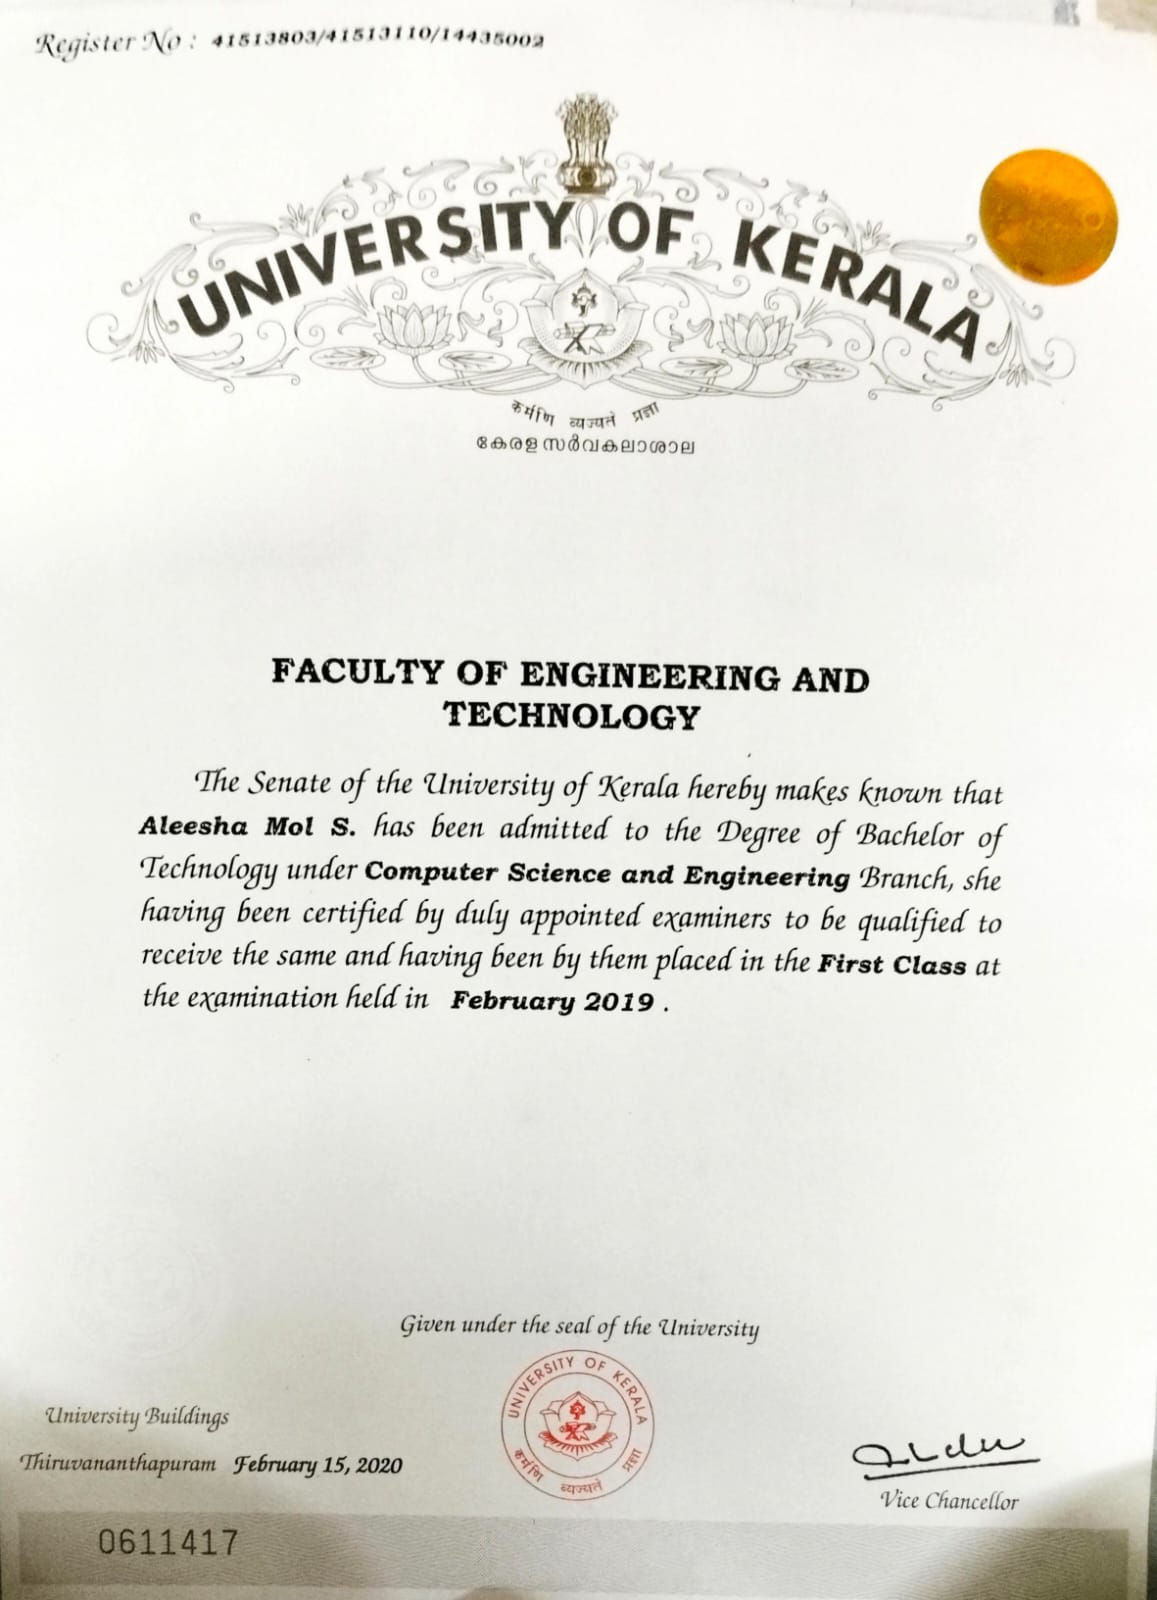 Register No : 41513803/41513110/14435002
UNIVERSITY OF KERALA
कर्मणि व्यज्यते प्रज्ञा
കേരള സർവകലാശാല
FACULTY OF ENGINEERING AND
TECHNOLOGY
The Senate of the University of Kerala hereby makes known that
Aleesha Mol S. has been admitted to the Degree of Bachelor of
Technology under Computer Science and Engineering Branch, she
having been certified by duly appointed examiners to be qualified to
receive the same and having been by them placed in the First Class at
the examination held in February 2019 .
Given under the seal of the University
UNIVERSITY OF KERALA
कर्मणि व्यज्यते प्रज्ञा
University Buildings
Thiruvananthapuram February 15, 2020
Vice Chancellor
0611417